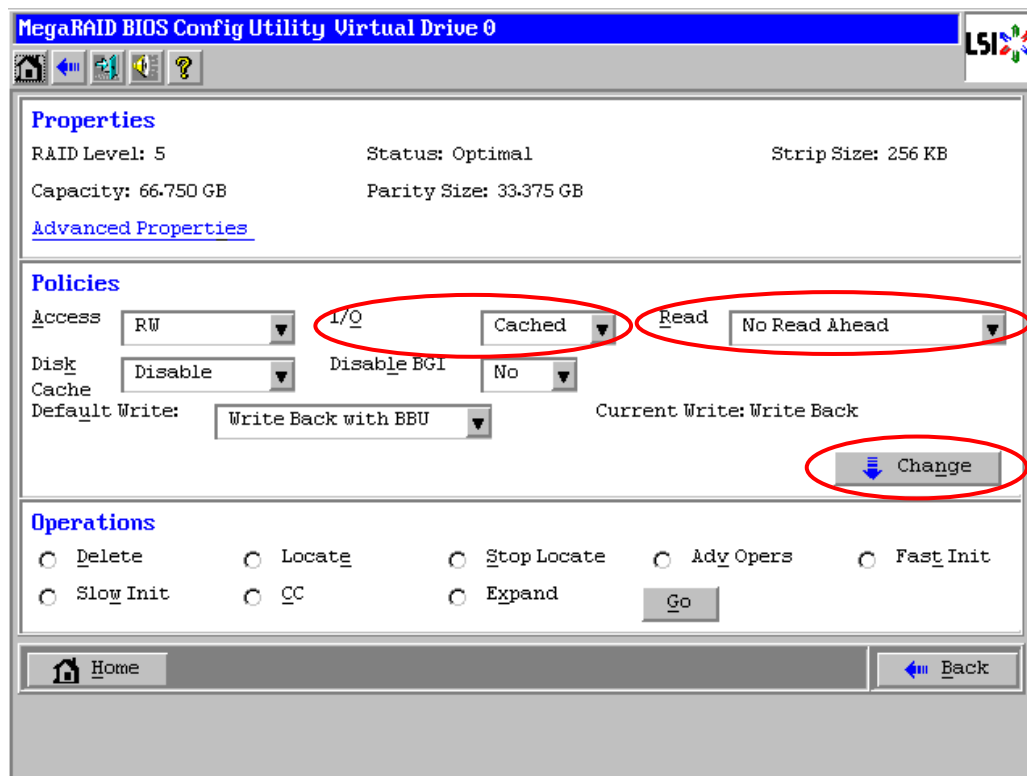 MegaRAID BIOS Config Utility Virtual Drive 0
LSI
Properties
RAID Level: 5 Status: Optimal Strip Size: 256 KB
Capacity: 66.750 GB Parity Size: 33.375 GB
Advanced Properties
Policies
Access RW I/O Cached Read No Read Ahead
Disk Cache Disable Disable BGI No
Default Write: Write Back with BBU Current Write: Write Back
Change
Operations
Delete Locate Stop Locate Adv Opers Fast Init
Slow Init CC Expand Go
Home Back